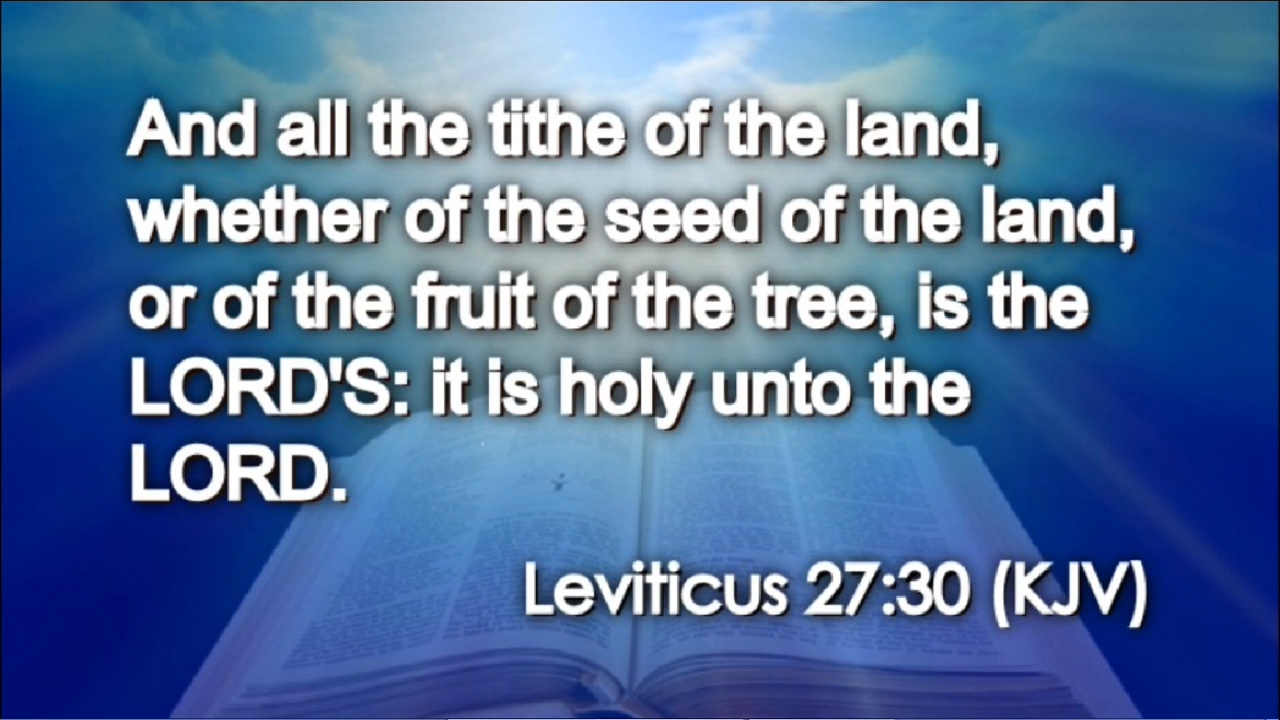 And all the tithe of the land,
whether of the seed of the land,
or of the fruit of the tree, is the
LORD'S: it is holy unto the
LORD.
Leviticus 27:30 (KJV)